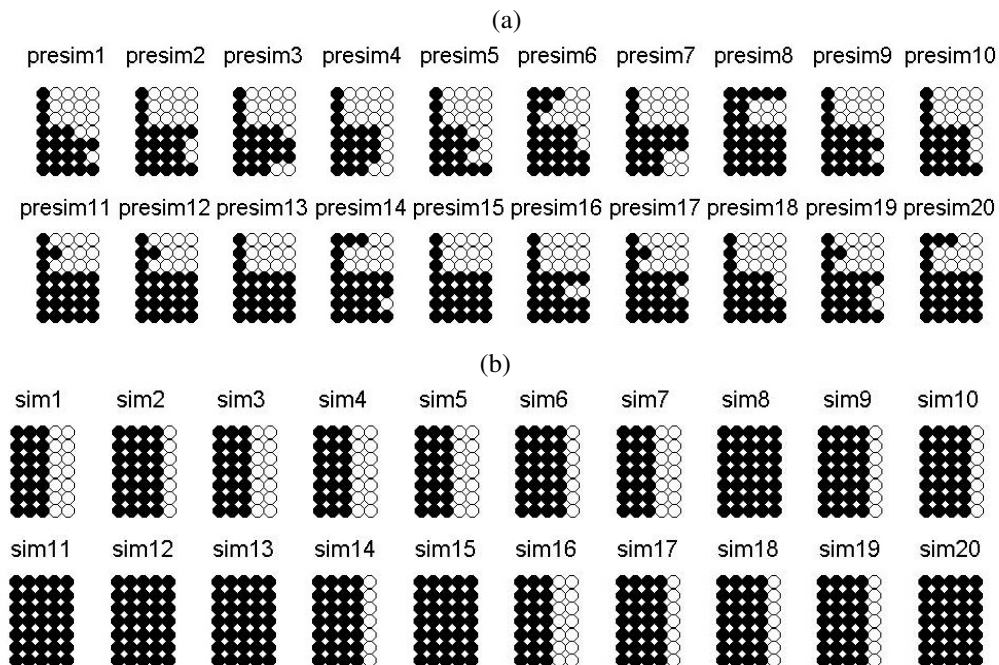 (a)
presim1 presim2 presim3 presim4 presim5 presim6 presim7 presim8 presim9 presim10
presim11 presim12 presim13 presim14 presim15 presim16 presim17 presim18 presim19 presim20
(b)
sim1 sim2 sim3 sim4 sim5 sim6 sim7 sim8 sim9 sim10
sim11 sim12 sim13 sim14 sim15 sim16 sim17 sim18 sim19 sim20